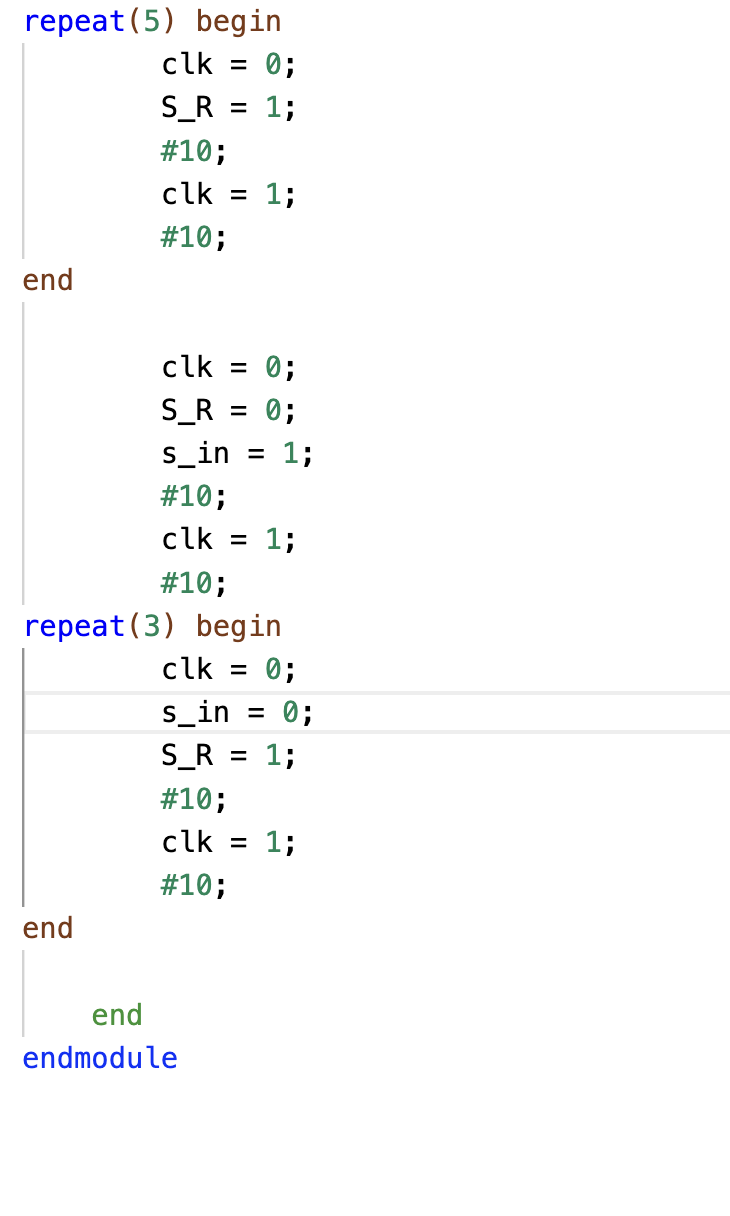 repeat(5) begin
clk = 0;
S_R = 1;
#10;
clk = 1;
#10;
end
clk = 0;
S_R = 0;
s_in = 1;
#10;
clk = 1;
#10;
repeat(3) begin
clk = 0;
s_in = 0;
S_R = 1;
#10;
clk = 1;
#10;
end
end
endmodule